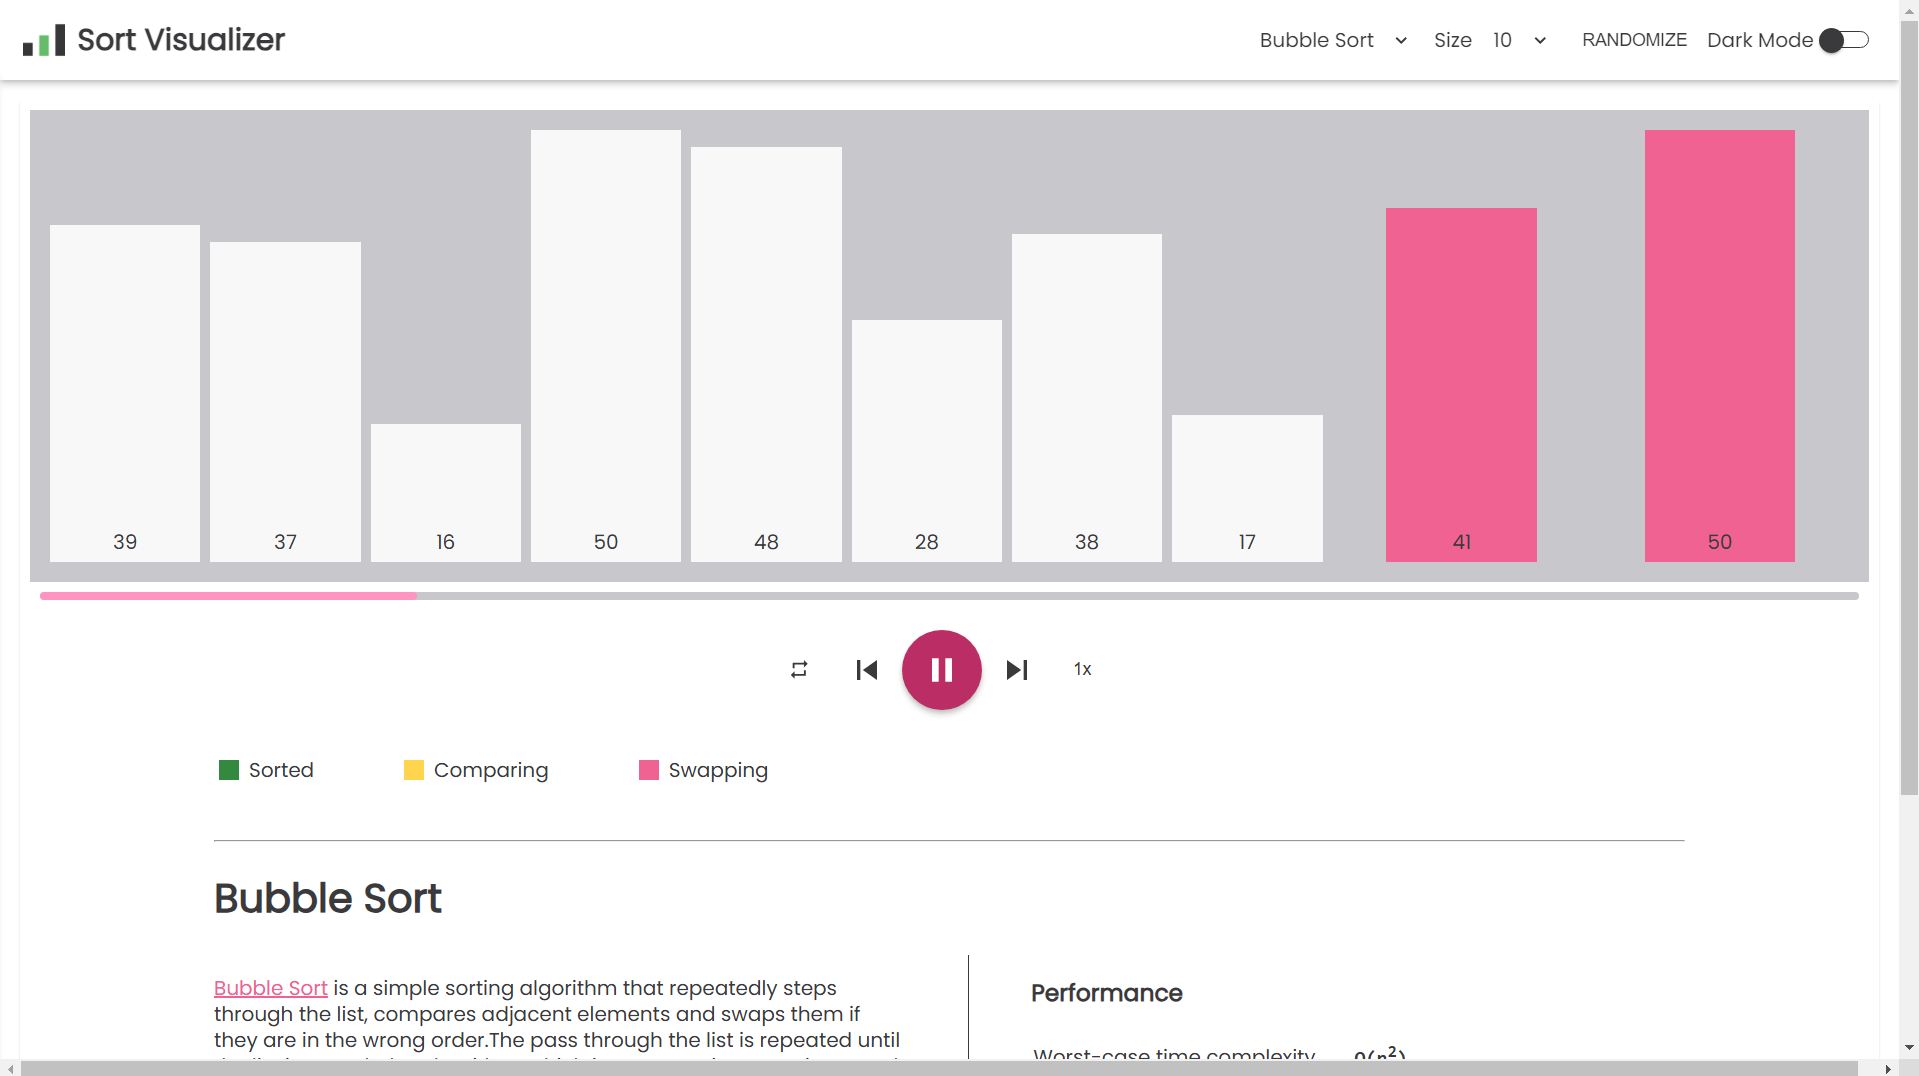 Sort Visualizer
Bubble Sort
Size 10
RANDOMIZE
Dark Mode
39 37 16 50 48 28 38 17 41 50
1x
Sorted
Comparing
Swapping
Bubble Sort
Bubble Sort is a simple sorting algorithm that repeatedly steps
through the list, compares adjacent elements and swaps them if
they are in the wrong order.The pass through the list is repeated until
Performance
Worst-case time complexity O(n²)